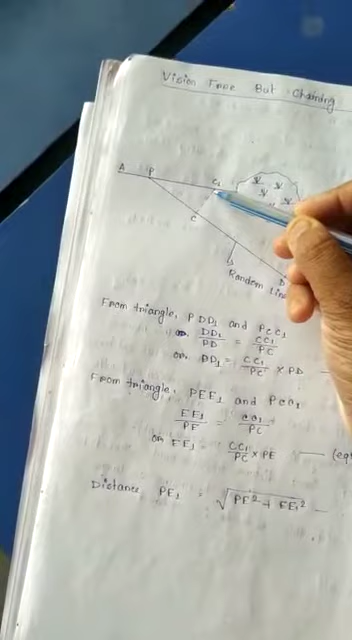 Vision Free But Chaining
A P C₁
C
D
Random Line
From triangle, PDD₁ and PCC₁
or, DD₁/PD = CC₁/PC
or, DD₁ = CC₁/PC × PD —
From triangle, PEE₁ and PCC₁
EE₁/PE = CC₁/PC
or EE₁ = CC₁/PC × PE —— (eq
Distance PE₁ = √PE² + EE₁² —